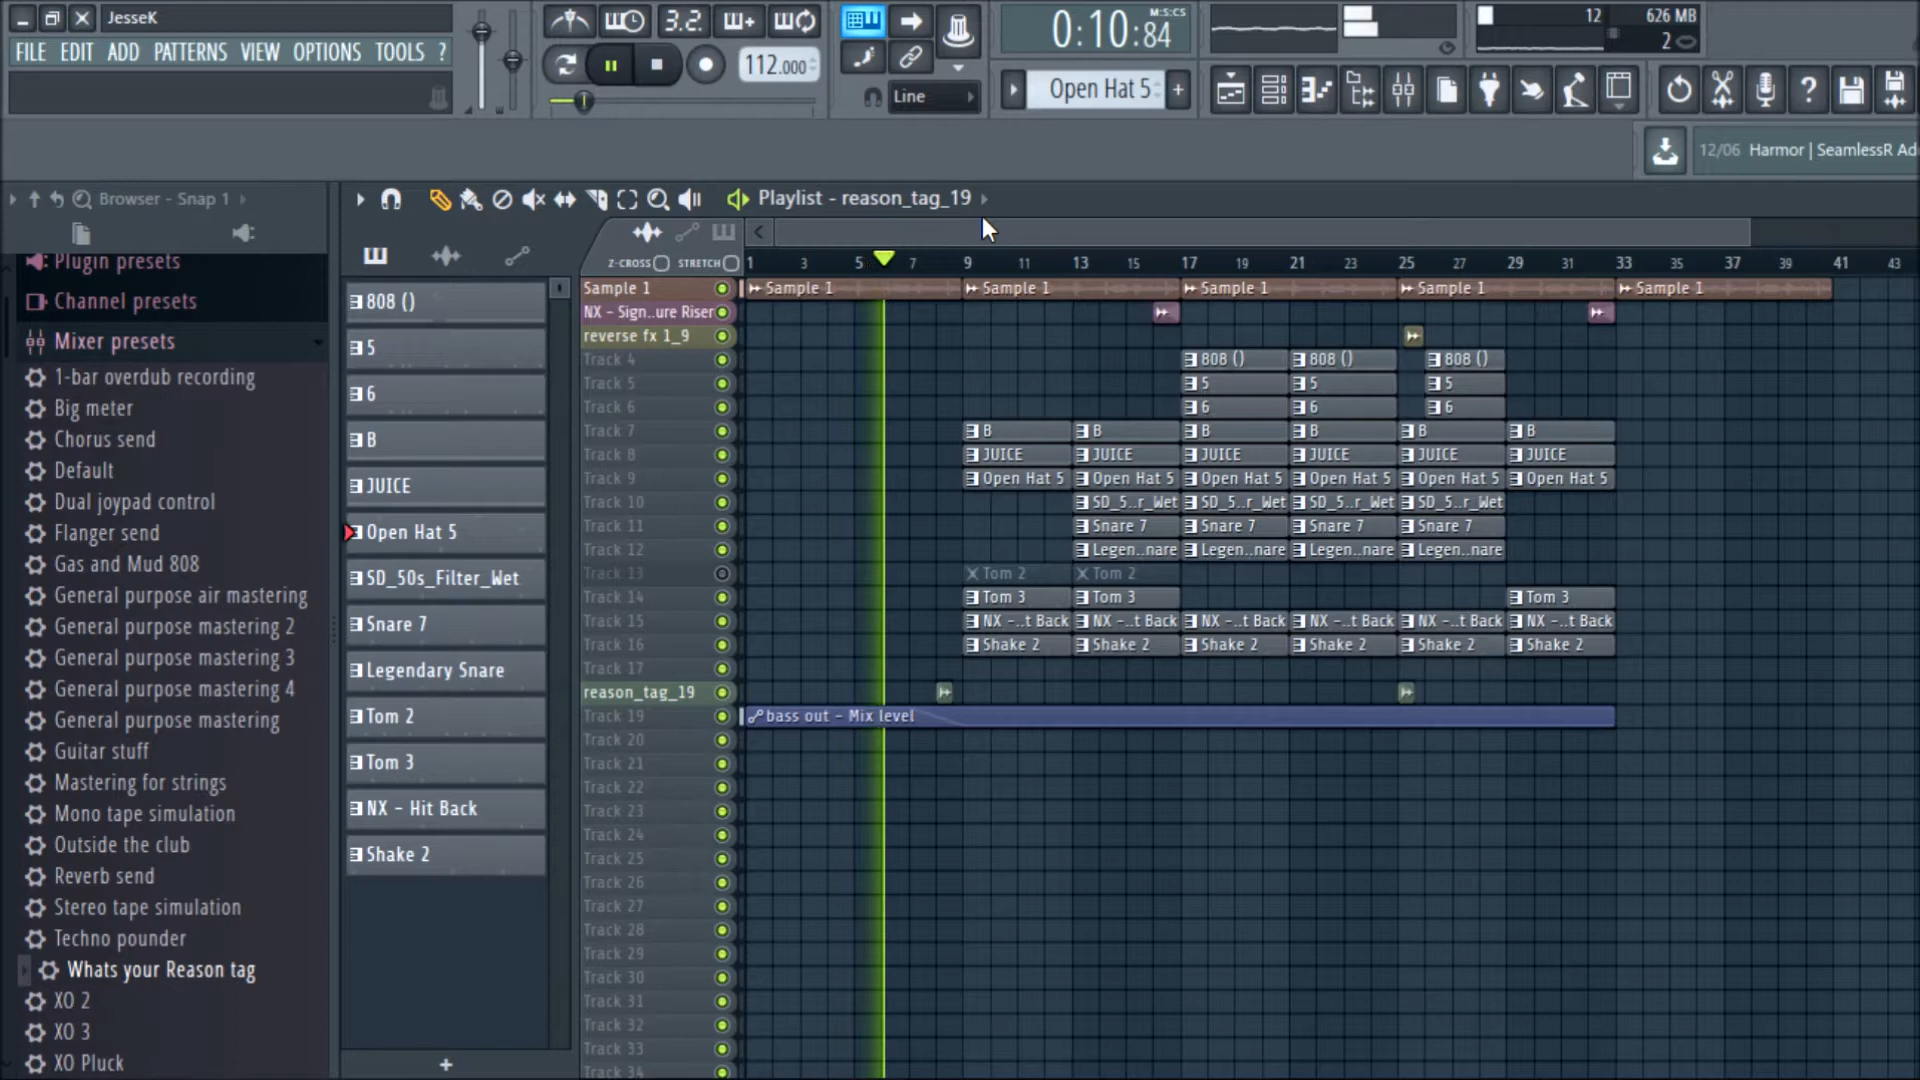 JesseK
FILE EDIT ADD PATTERNS VIEW OPTIONS TOOLS ?
3.2.
112.000
Line
0:10:84
M:S:CS
Open Hat 5
+
12
626 MB
2
12/06 Harmor | SeamlessR Ad
Browser - Snap 1
Plugin presets
Channel presets
Mixer presets
1-bar overdub recording
Big meter
Chorus send
Default
Dual joypad control
Flanger send
Gas and Mud 808
General purpose air mastering
General purpose mastering 2
General purpose mastering 3
General purpose mastering 4
General purpose mastering
Guitar stuff
Mastering for strings
Mono tape simulation
Outside the club
Reverb send
Stereo tape simulation
Techno pounder
Whats your Reason tag
XO 2
XO 3
XO Pluck
808 ()
5
6
B
JUICE
Open Hat 5
SD_50s_Filter_Wet
Snare 7
Legendary Snare
Tom 2
Tom 3
NX - Hit Back
Shake 2
+
Playlist - reason_tag_19
Z-CROSS STRETCH
1 3 5 7 9 11 13 15 17 19 21 23 25 27 29 31 33 35 37 39 41 43
Sample 1 Sample 1 Sample 1 Sample 1 Sample 1 Sample 1
NX - Sign..ure Riser
reverse fx 1_9
Track 4 808 () 808 () 808 ()
Track 5 5 5 5
Track 6 6 6 6
Track 7 B B B B B B
Track 8 JUICE JUICE JUICE JUICE JUICE JUICE
Track 9 Open Hat 5 Open Hat 5 Open Hat 5 Open Hat 5 Open Hat 5 Open Hat 5
Track 10 SD_5..r_Wet SD_5..r_Wet SD_5..r_Wet SD_5..r_Wet
Track 11 Snare 7 Snare 7 Snare 7 Snare 7
Track 12 Legen..nare Legen..nare Legen..nare Legen..nare
Track 13 Tom 2 Tom 2
Track 14 Tom 3 Tom 3 Tom 3
Track 15 NX -..t Back NX -..t Back NX -..t Back NX -..t Back NX -..t Back NX -..t Back
Track 16 Shake 2 Shake 2 Shake 2 Shake 2 Shake 2 Shake 2
Track 17
reason_tag_19
Track 19 bass out - Mix level
Track 20
Track 21
Track 22
Track 23
Track 24
Track 25
Track 26
Track 27
Track 28
Track 29
Track 30
Track 31
Track 32
Track 33
Track 34